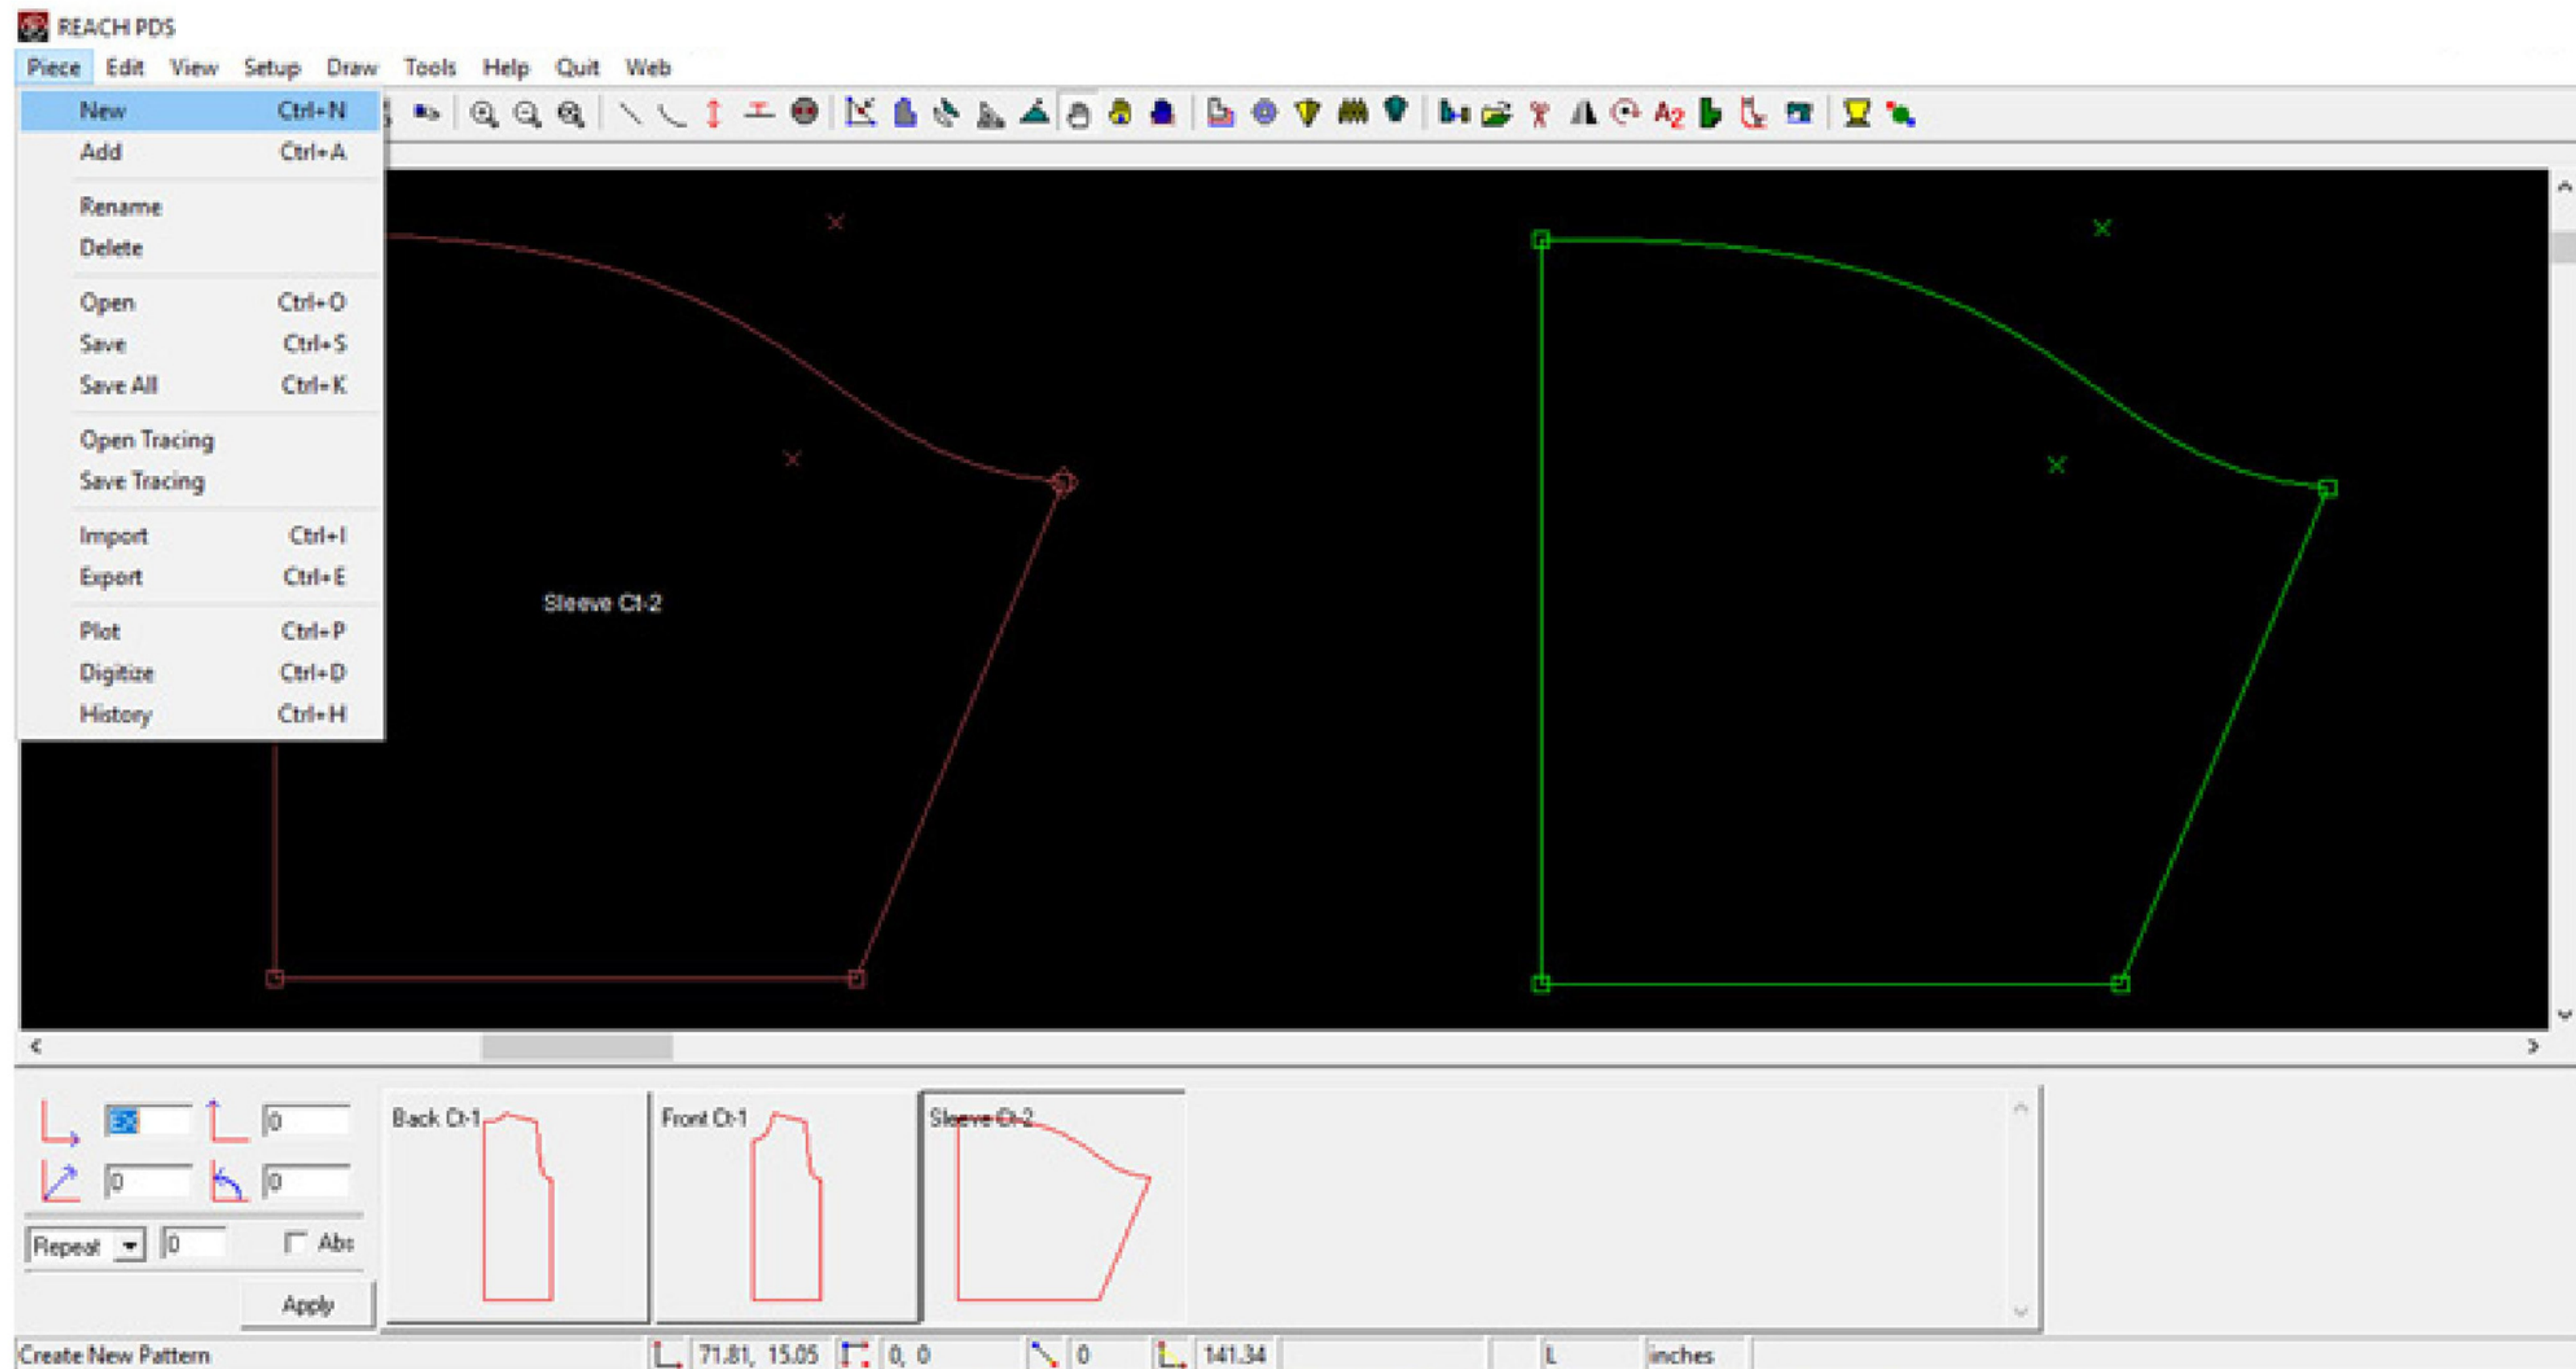 REACH PDS
Piece Edit View Setup Draw Tools Help Quit Web
New Ctrl+N
Add Ctrl+A
Rename
Delete
Open Ctrl+O
Save Ctrl+S
Save All Ctrl+K
Open Tracing
Save Tracing
Import Ctrl+I
Export Ctrl+E
Plot Ctrl+P
Digitize Ctrl+D
History Ctrl+H
A2
Sleeve Ct-2
Back Ct-1 Front Ct-1 Sleeve Ct-2
0
0 0
Repeat 0 Abs
Apply
Create New Pattern 71.81, 15.05 0, 0 0 141.34 L inches